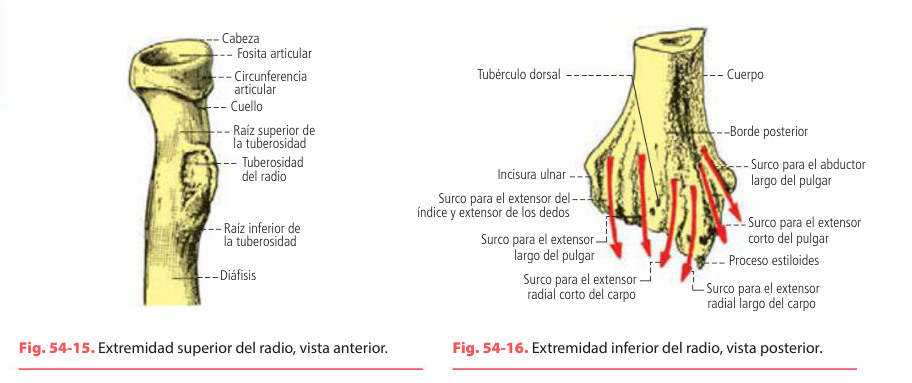 Cabeza
Fosita articular
Circunferencia
articular
Cuello
Raíz superior de
la tuberosidad
Tuberosidad
del radio
Raíz inferior de
la tuberosidad
Diáfisis
Fig. 54-15. Extremidad superior del radio, vista anterior.
Tubérculo dorsal
Incisura ulnar
Surco para el extensor del
índice y extensor de los dedos
Surco para el extensor
largo del pulgar
Surco para el extensor
radial corto del carpo
Cuerpo
Borde posterior
Surco para el abductor
largo del pulgar
Surco para el extensor
corto del pulgar
Proceso estiloides
Surco para el extensor
radial largo del carpo
Fig. 54-16. Extremidad inferior del radio, vista posterior.